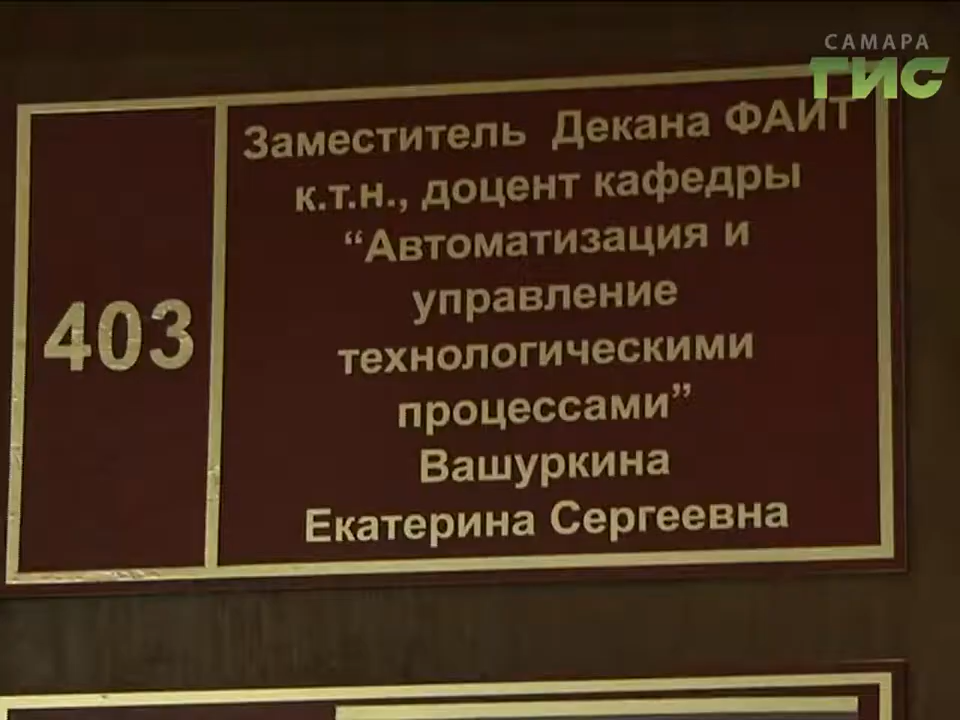 САМАРА
ГИС
403
Заместитель Декана ФАИТ
к.т.н., доцент кафедры
“Автоматизация и
управление
технологическими
процессами”
Вашуркина
Екатерина Сергеевна